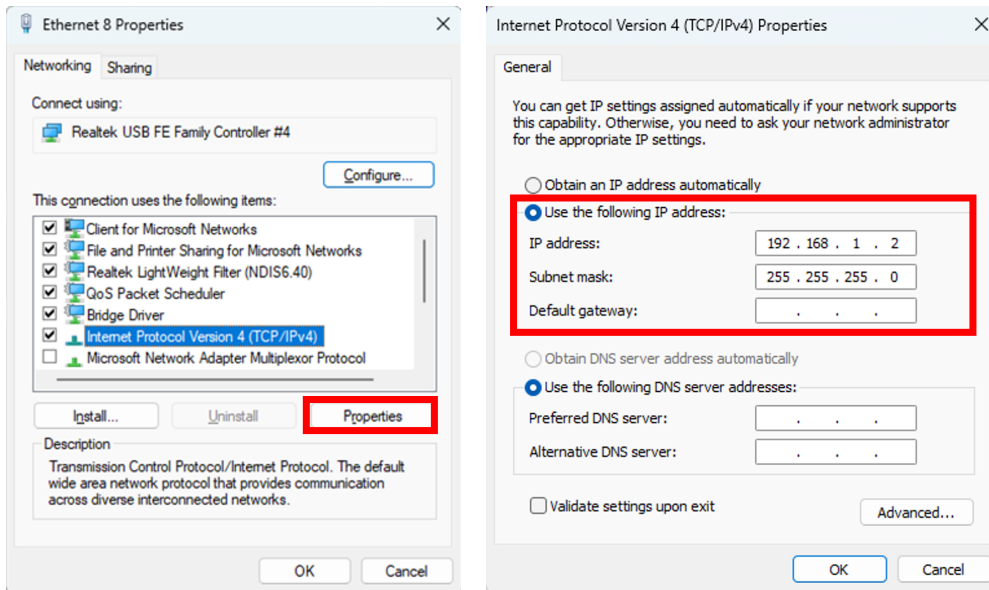 Ethernet 8 Properties
Networking
Sharing
Connect using:
Realtek USB FE Family Controller #4
Configure...
This connection uses the following items:
Client for Microsoft Networks
File and Printer Sharing for Microsoft Networks
Realtek LightWeight Filter (NDIS6.40)
QoS Packet Scheduler
Bridge Driver
Internet Protocol Version 4 (TCP/IPv4)
Microsoft Network Adapter Multiplexor Protocol
Install...
Uninstall
Properties
Description
Transmission Control Protocol/Internet Protocol. The default
wide area network protocol that provides communication
across diverse interconnected networks.
OK
Cancel
Internet Protocol Version 4 (TCP/IPv4) Properties
General
You can get IP settings assigned automatically if your network supports
this capability. Otherwise, you need to ask your network administrator
for the appropriate IP settings.
Obtain an IP address automatically
Use the following IP address:
IP address: 192 . 168 . 1 . 2
Subnet mask: 255 . 255 . 255 . 0
Default gateway: . . .
Obtain DNS server address automatically
Use the following DNS server addresses:
Preferred DNS server: . . .
Alternative DNS server: . . .
Validate settings upon exit
Advanced...
OK
Cancel